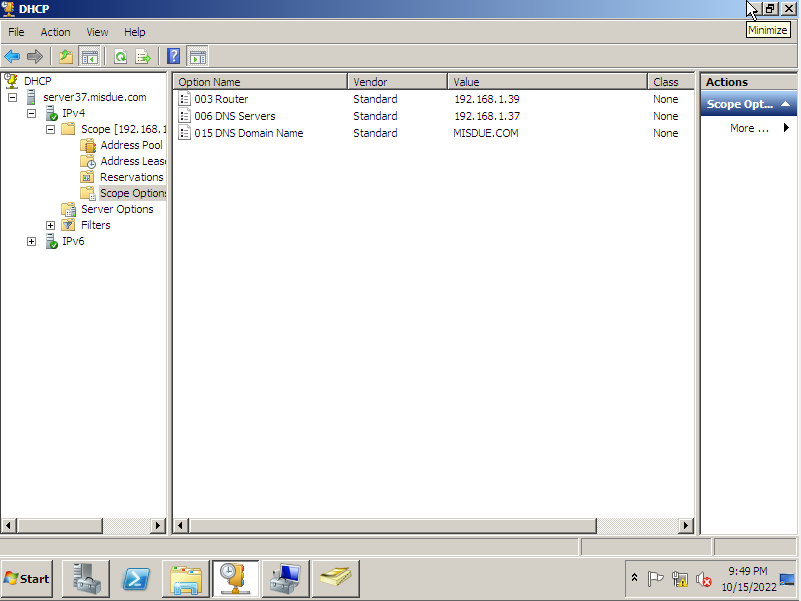 DHCP
Minimize
File Action View Help
DHCP
server37.misdue.com
IPv4
Scope [192.168.1
Address Pool
Address Leas
Reservations
Scope Options
Server Options
Filters
IPv6
Option Name Vendor Value Class
003 Router Standard 192.168.1.39 None
006 DNS Servers Standard 192.168.1.37 None
015 DNS Domain Name Standard MISDUE.COM None
Actions
Scope Opt...
More ...
Start
9:49 PM
10/15/2022